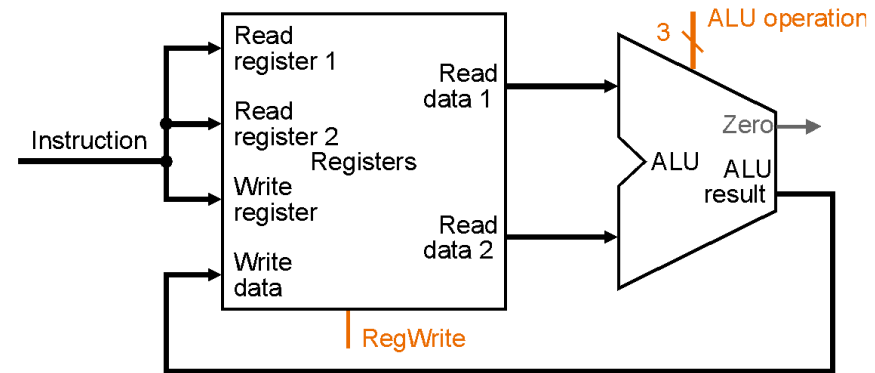 ALU operation
3
Read
register 1
Read
data 1
Read
register 2
Instruction
Registers
Zero
ALU
ALU
result
Write
register
Read
data 2
Write
data
RegWrite